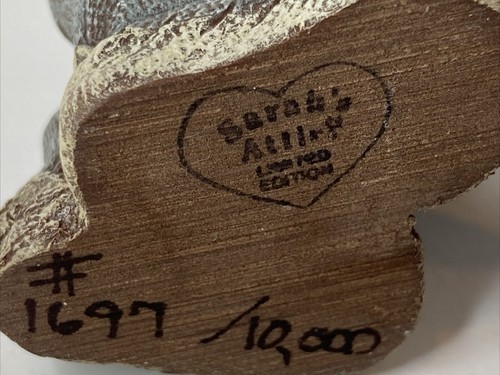 Sarah's
Attic
LIMITED
EDITION
#
1697 /10,000